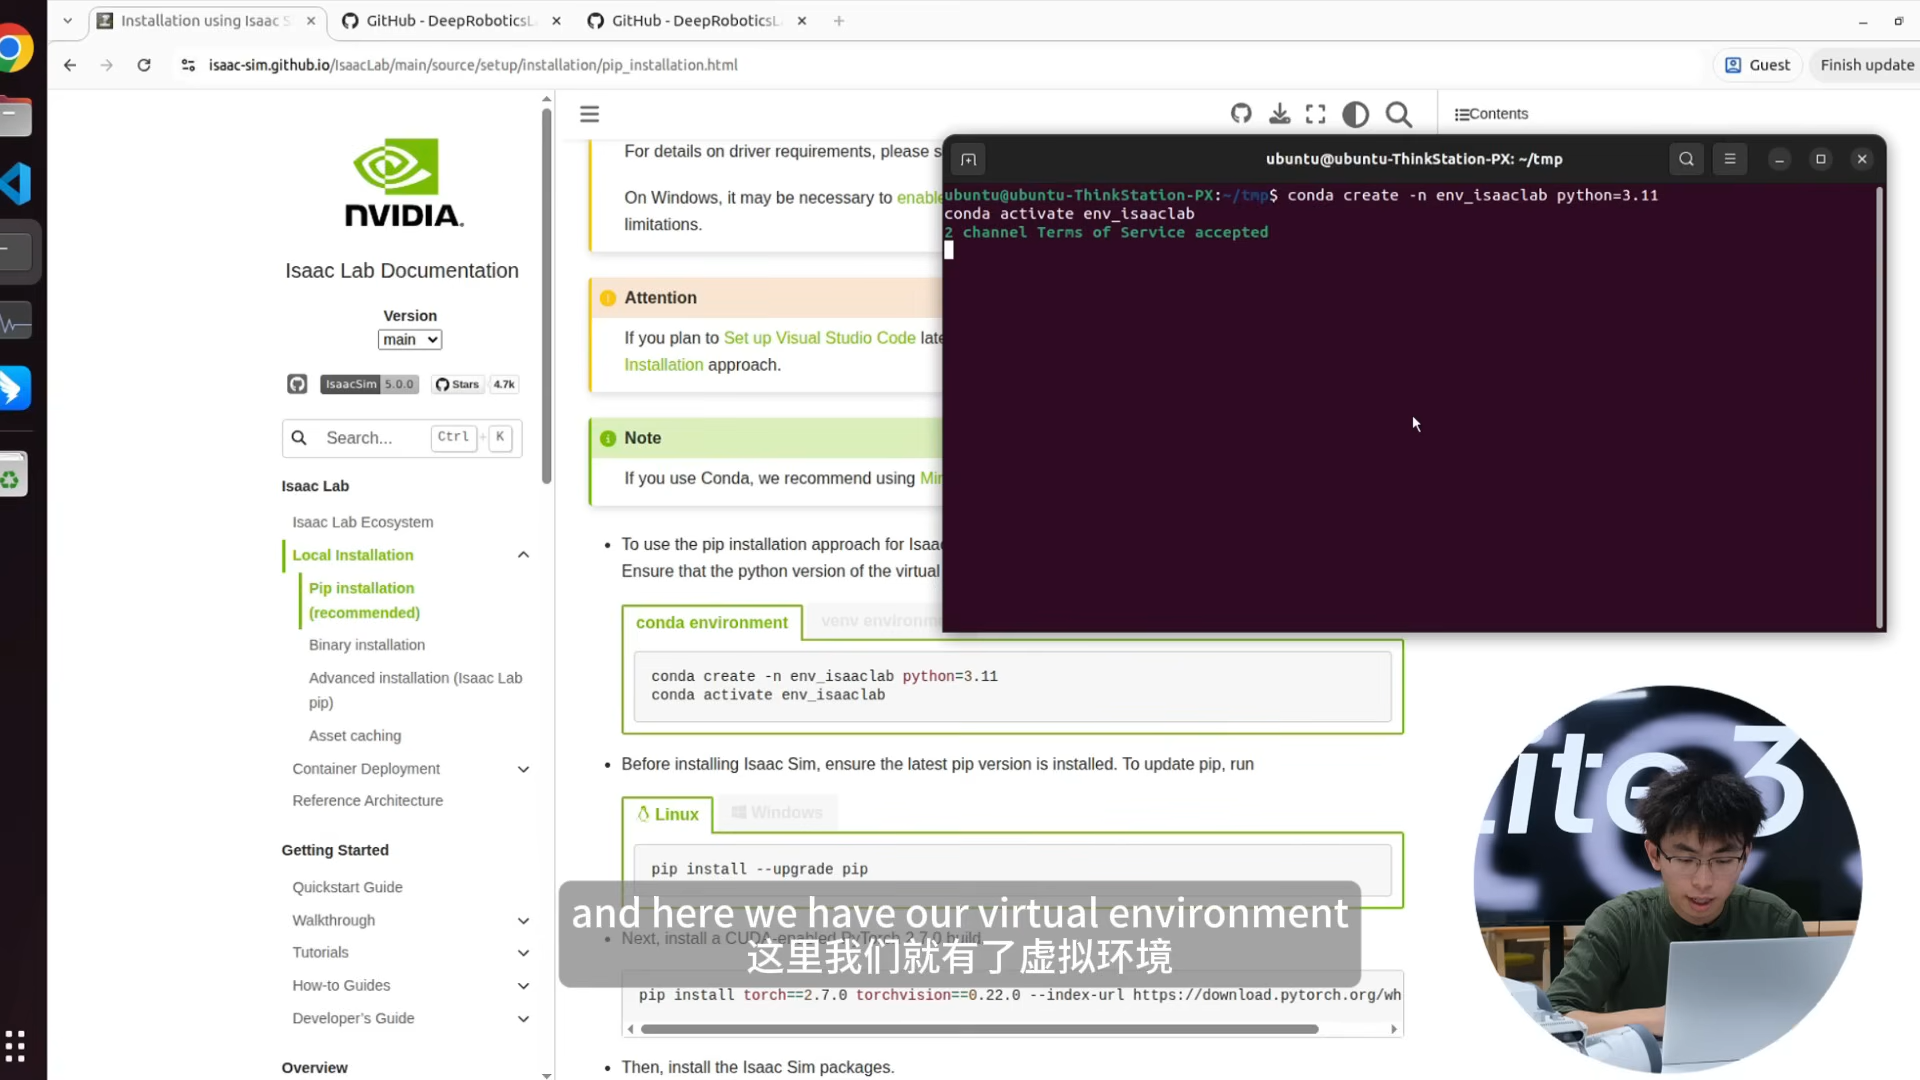 Installation using Isaac S
GitHub - DeepRoboticsL
GitHub - DeepRoboticsL
isaac-sim.github.io/IsaacLab/main/source/setup/installation/pip_installation.html
Guest
Finish update
NVIDIA.
Isaac Lab Documentation
Version
main
IsaacSim 5.0.0
Stars 4.7k
Search...
Ctrl + K
Isaac Lab
Isaac Lab Ecosystem
Local Installation
Pip installation
(recommended)
Binary installation
Advanced installation (Isaac Lab
pip)
Asset caching
Container Deployment
Reference Architecture
Getting Started
Quickstart Guide
Walkthrough
Tutorials
How-to Guides
Developer's Guide
Overview
Contents
For details on driver requirements, please s
On Windows, it may be necessary to enable
limitations.
Attention
If you plan to Set up Visual Studio Code late
Installation approach.
Note
If you use Conda, we recommend using Min
To use the pip installation approach for Isaac
Ensure that the python version of the virtual
conda environment
venv environm
conda create -n env_isaaclab python=3.11
conda activate env_isaaclab
Before installing Isaac Sim, ensure the latest pip version is installed. To update pip, run
Linux
Windows
pip install --upgrade pip
Next, install a CUDA-enabled PyTorch 2.7.0 build
pip install torch==2.7.0 torchvision==0.22.0 --index-url https://download.pytorch.org/wh
Then, install the Isaac Sim packages.
ubuntu@ubuntu-ThinkStation-PX: ~/tmp
ubuntu@ubuntu-ThinkStation-PX:~/tmp$ conda create -n env_isaaclab python=3.11
conda activate env_isaaclab
2 channel Terms of Service accepted
and here we have our virtual environment
这里我们就有了虚拟环境
Lite 3